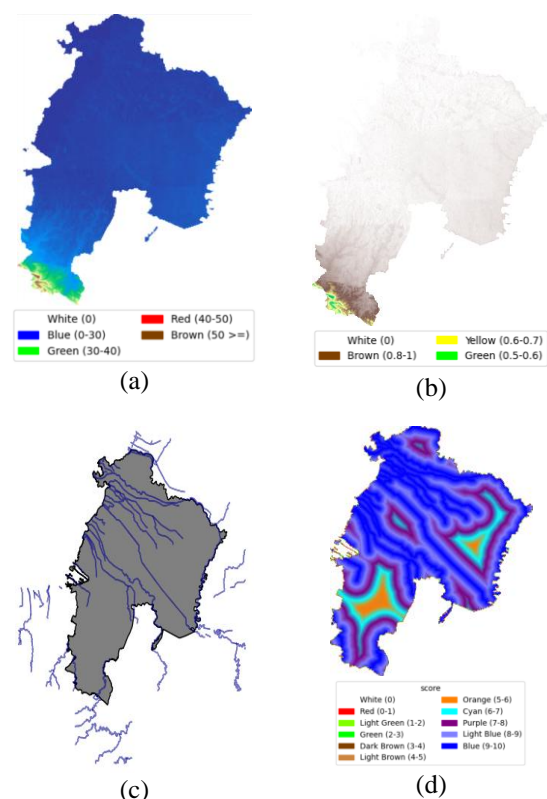 White (0)
Blue (0-30)
Green (30-40)
Red (40-50)
Brown (50 >=)
(a)
White (0)
Brown (0.8-1)
Yellow (0.6-0.7)
Green (0.5-0.6)
(b)
(c)
score
White (0)
Red (0-1)
Light Green (1-2)
Green (2-3)
Dark Brown (3-4)
Light Brown (4-5)
Orange (5-6)
Cyan (6-7)
Purple (7-8)
Light Blue (8-9)
Blue (9-10)
(d)